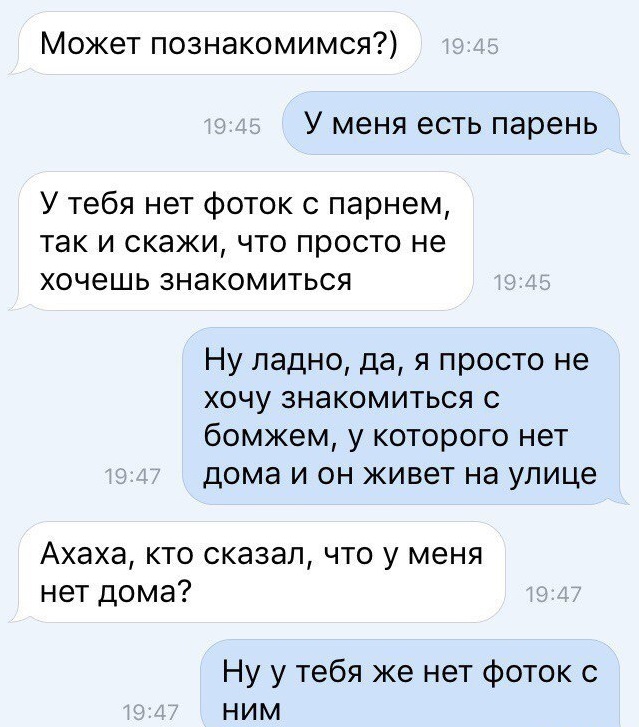 Может познакомимся?)
19:45
19:45
У меня есть парень
У тебя нет фоток с парнем,
так и скажи, что просто не
хочешь знакомиться
19:45
Ну ладно, да, я просто не
хочу знакомиться с
бомжем, у которого нет
дома и он живет на улице
19:47
Ахаха, кто сказал, что у меня
нет дома?
19:47
Ну у тебя же нет фоток с
ним
19:47